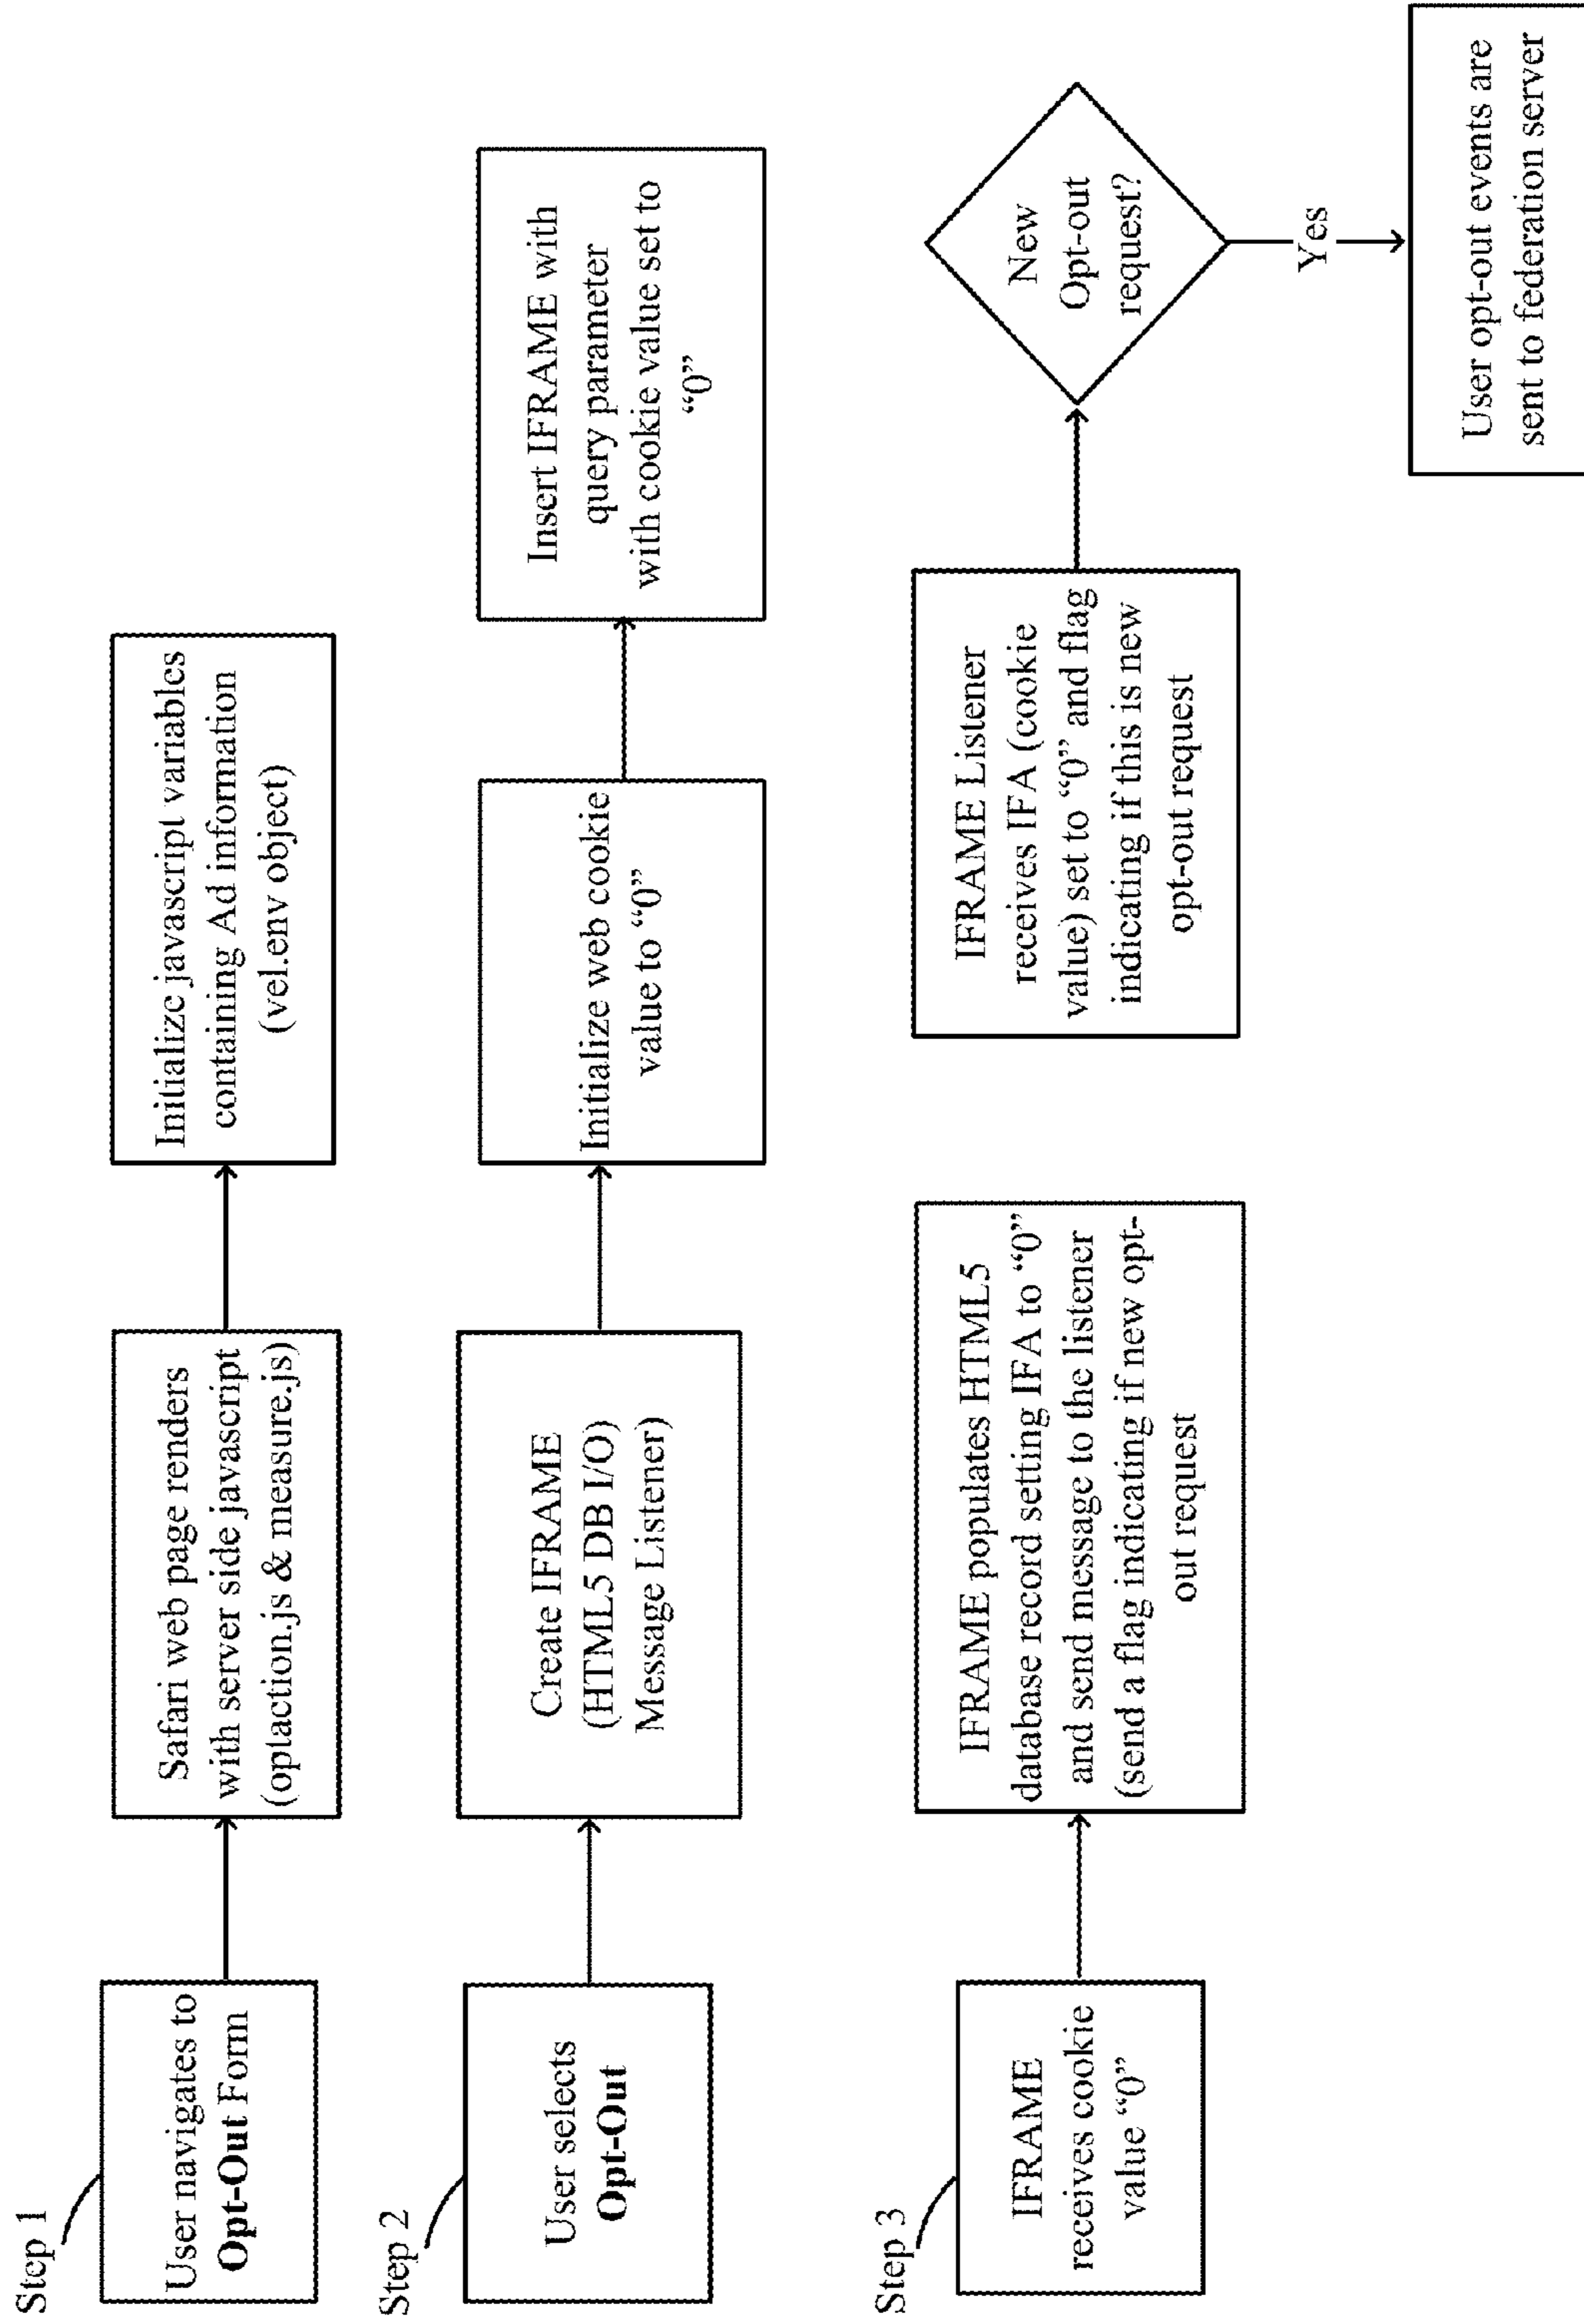 Step 1
User navigates to
Opt-Out Form
Safari web page renders
with server side javascript
(optaction.js & measure.js)
Initialize javascript variables
containing Ad information
(vel.env object)
Step 2
User selects
Opt-Out
Create IFRAME
(HTML5 DB I/O)
Message Listener)
Initialize web cookie
value to “0”
Insert IFRAME with
query parameter
with cookie value set to
“0”
Step 3
IFRAME
receives cookie
value “0”
IFRAME populates HTML5
database record setting IFA to “0”
and send message to the listener
(send a flag indicating if new opt-
out request
IFRAME Listener
receives IFA (cookie
value) set to “0” and flag
indicating if this is new
opt-out request
New
Opt-out
request?
Yes
User opt-out events are
sent to federation server